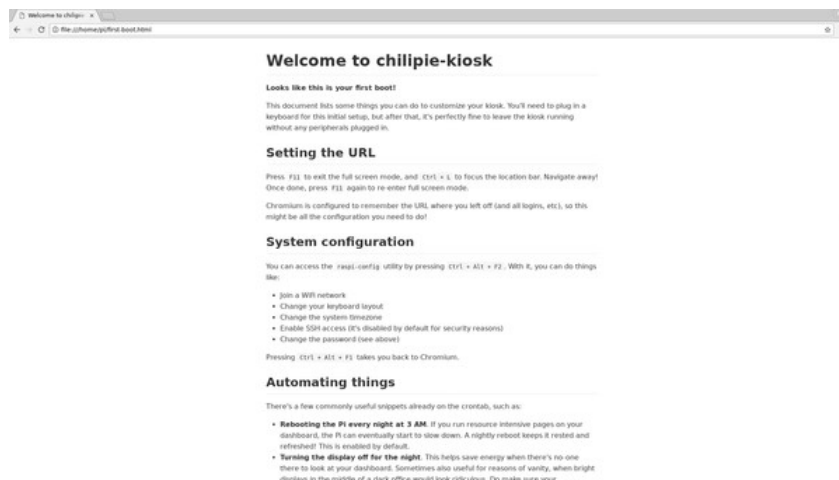 Welcome to chilipi
file:///home/pi/first-boot.html
Welcome to chilipie-kiosk
Looks like this is your first boot!
This document lists some things you can do to customize your kiosk. You'll need to plug in a
keyboard for this initial setup, but after that, it's perfectly fine to leave the kiosk running
without any peripherals plugged in.
Setting the URL
Press F11 to exit the full screen mode, and Ctrl + L to focus the location bar. Navigate away!
Once done, press F11 again to re-enter full screen mode.
Chromium is configured to remember the URL where you left off (and all logins, etc), so this
might be all the configuration you need to do!
System configuration
You can access the raspi-config utility by pressing Ctrl + Alt + F2. With it, you can do things
like:
• Join a Wifi network
• Change your keyboard layout
• Change the system timezone
• Enable SSH access (it's disabled by default for security reasons)
• Change the password (see above)
Pressing Ctrl + Alt + F1 takes you back to Chromium.
Automating things
There's a few commonly useful snippets already on the crontab, such as:
• Rebooting the Pi every night at 3 AM. If you run resource intensive pages on your
dashboard, the Pi can eventually start to slow down. A nightly reboot keeps it rested and
refreshed! This is enabled by default.
• Turning the display off for the night. This helps save energy when there's no one
there to look at your dashboard. Sometimes also useful for reasons of vanity, when bright
displays in the middle of a dark office would look ridiculous. Do make sure your